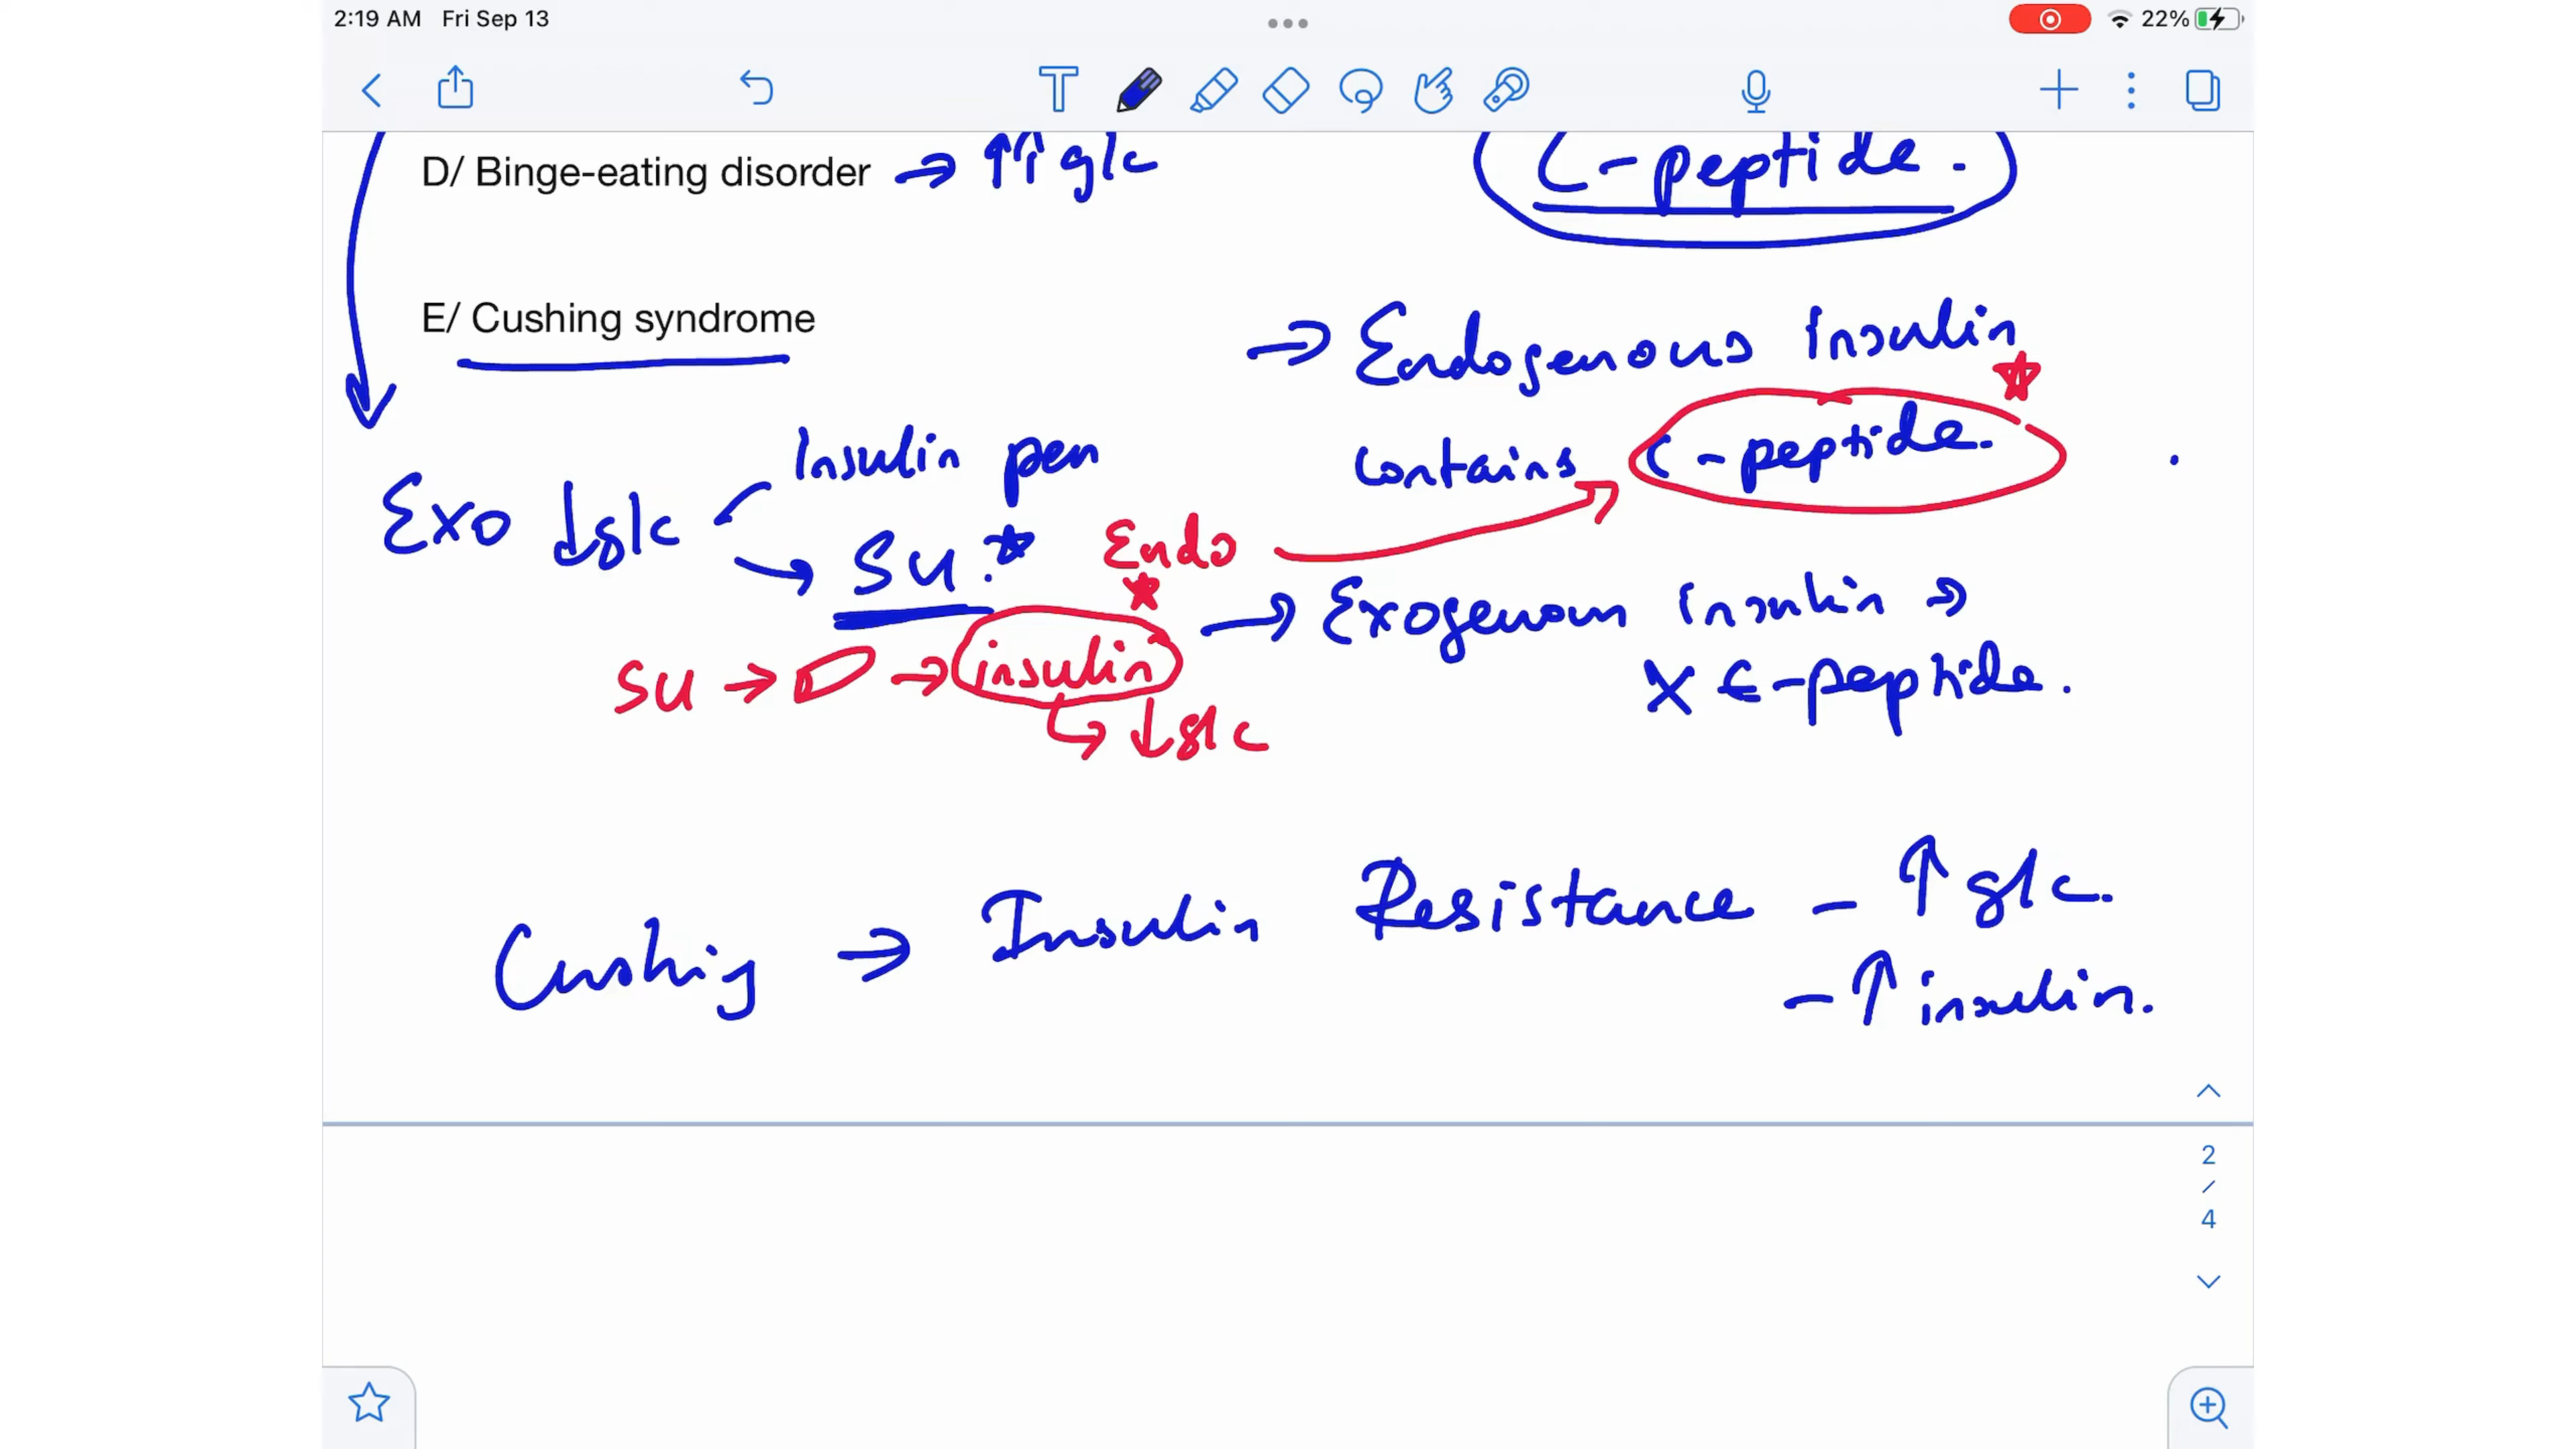 2:19 AM Fri Sep 13
22%
T
D/ Binge-eating disorder → ↑↑ glc
C-peptide.
E/ Cushing syndrome
→ Endogenous insulin
contains C-peptide.
Insulin pen
Exo ↓glc
→ SU.
Endo
→ Exogenous insulin →
X C-peptide.
SU → → insulin
↳ ↓glc
Cushing → Insulin Resistance - ↑ glc.
- ↑ insulin.
2
/
4